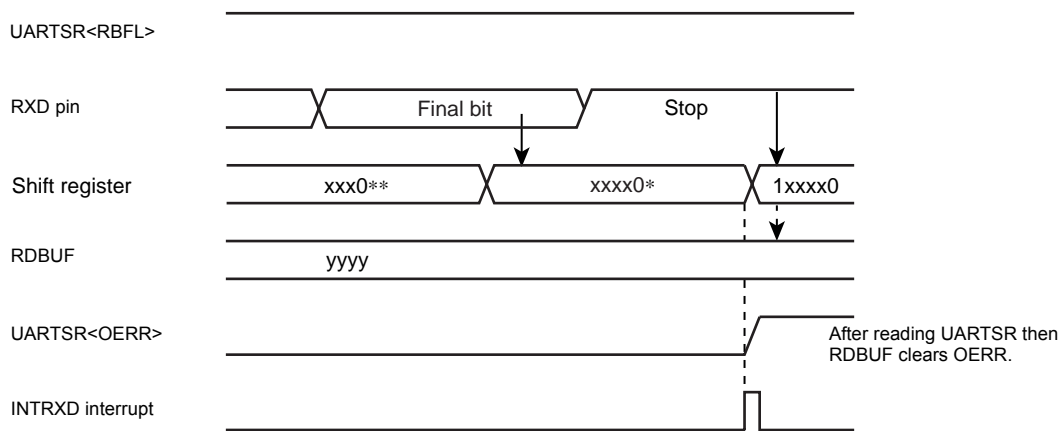 UARTSR<RBFL>
RXD pin
Final bit
Stop
Shift register
xxx0**
xxxx0*
1xxxx0
RDBUF
yyyy
UARTSR<OERR>
After reading UARTSR then
RDBUF clears OERR.
INTRXD interrupt